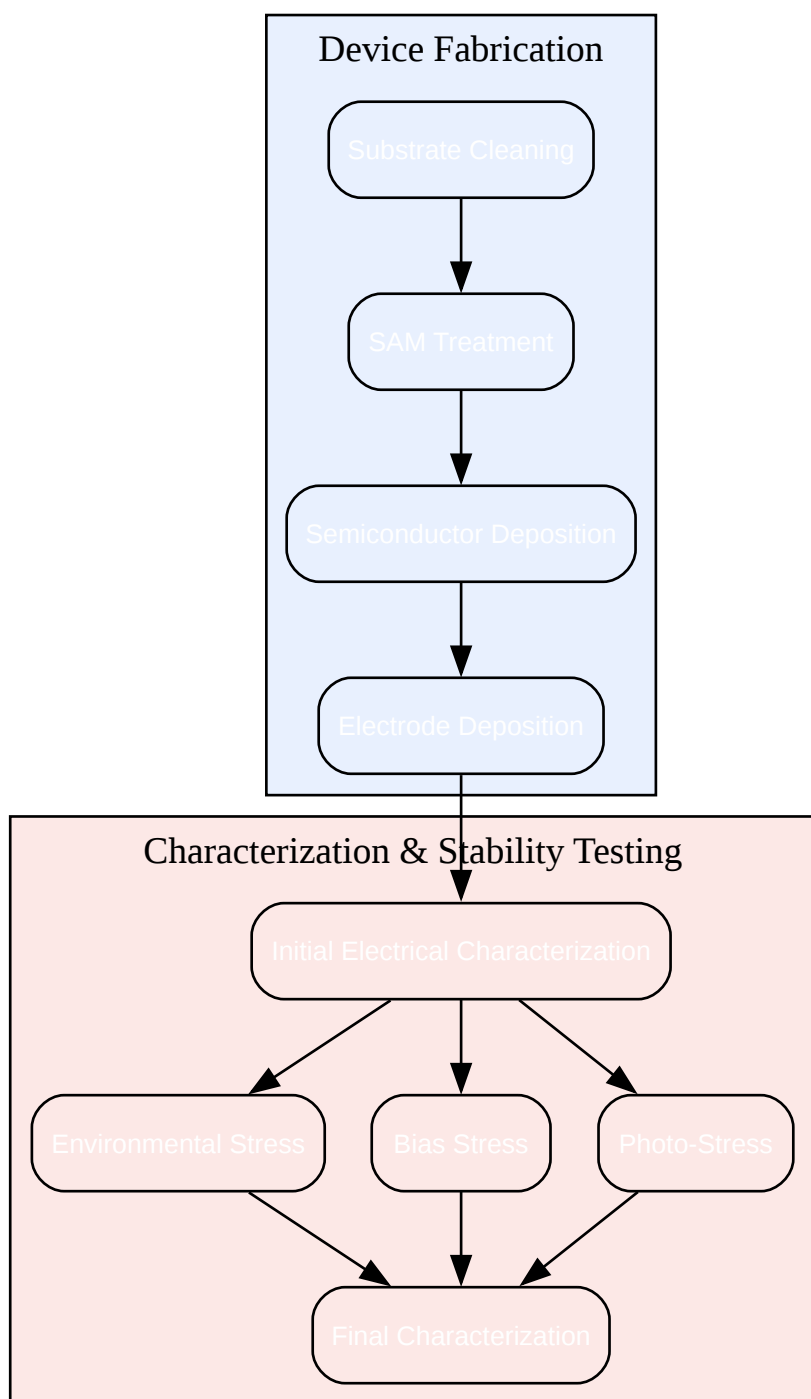 Device Fabrication
Substrate Cleaning
SAM Treatment
Semiconductor Deposition
Electrode Deposition
Characterization & Stability Testing
Initial Electrical Characterization
Environmental Stress
Bias Stress
Photo-Stress
Final Characterization